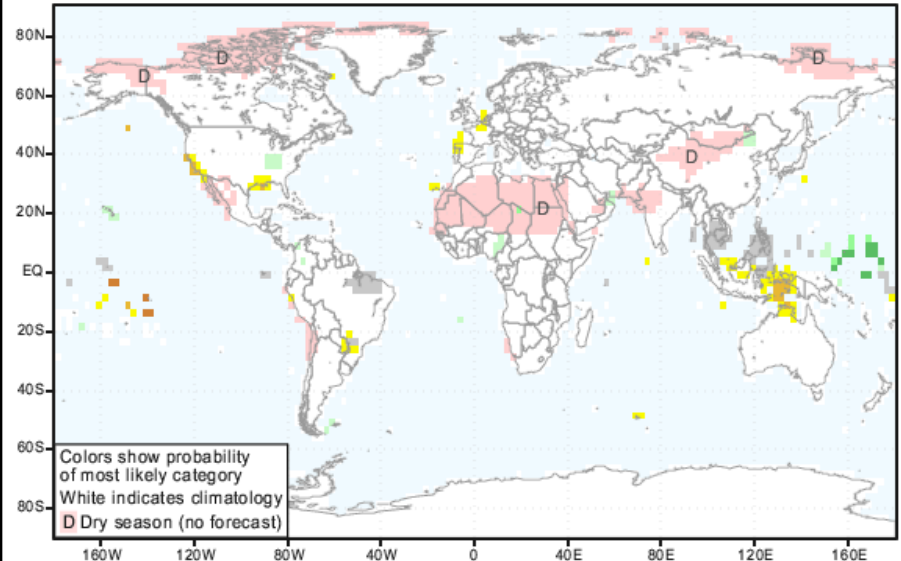 80N
D
D
D
60N
40N
D
20N
D
EQ
20S
40S
60S
Colors show probability
of most likely category
White indicates climatology
D Dry season (no forecast)
80S
160W 120W 80W 40W 0 40E 80E 120E 160E